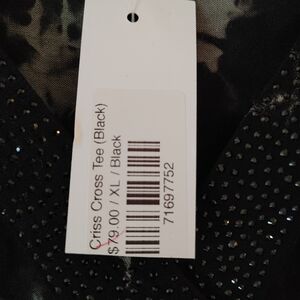 Criss Cross Tee (Black)
$79.00 / XL / Black
71697752